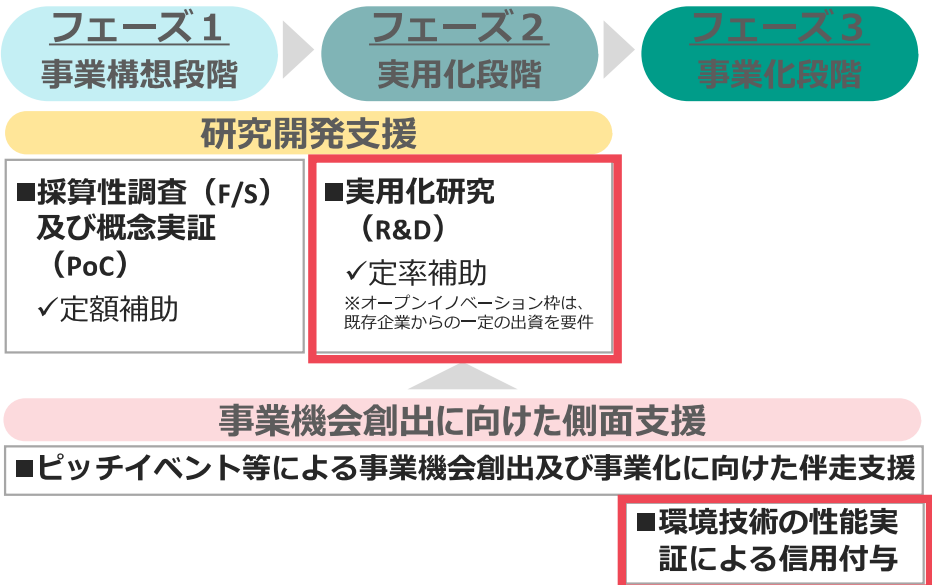 フェーズ1
事業構想段階
フェーズ2
実用化段階
フェーズ3
事業化段階
研究開発支援
■採算性調査（F/S）
及び概念実証
（PoC）
✓定額補助
■実用化研究
（R&D）
✓定率補助
※オープンイノベーション枠は、
既存企業からの一定の出資を要件
事業機会創出に向けた側面支援
■ピッチイベント等による事業機会創出及び事業化に向けた伴走支援
■環境技術の性能実
証による信用付与